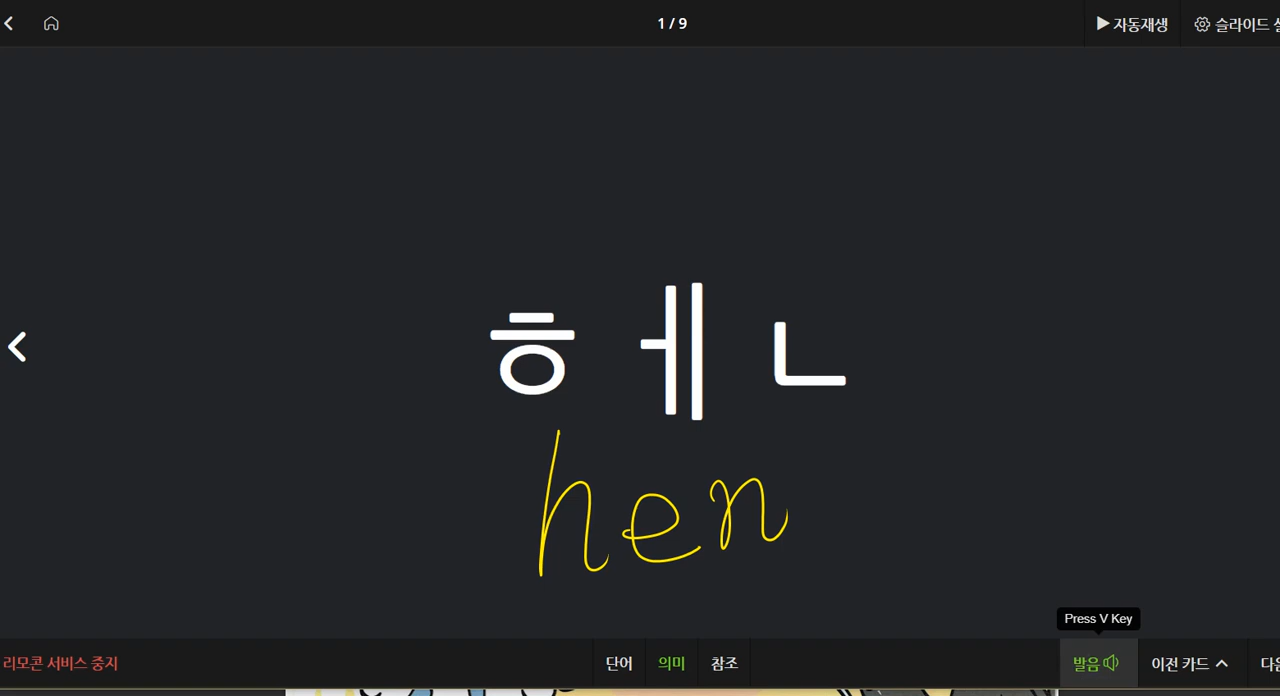 1 / 9
자동재생
슬라이드
ㅎ ㅔ ㄴ
hen
Press V Key
리모콘 서비스 중지
단어 의미 참조
발음 이전 카드